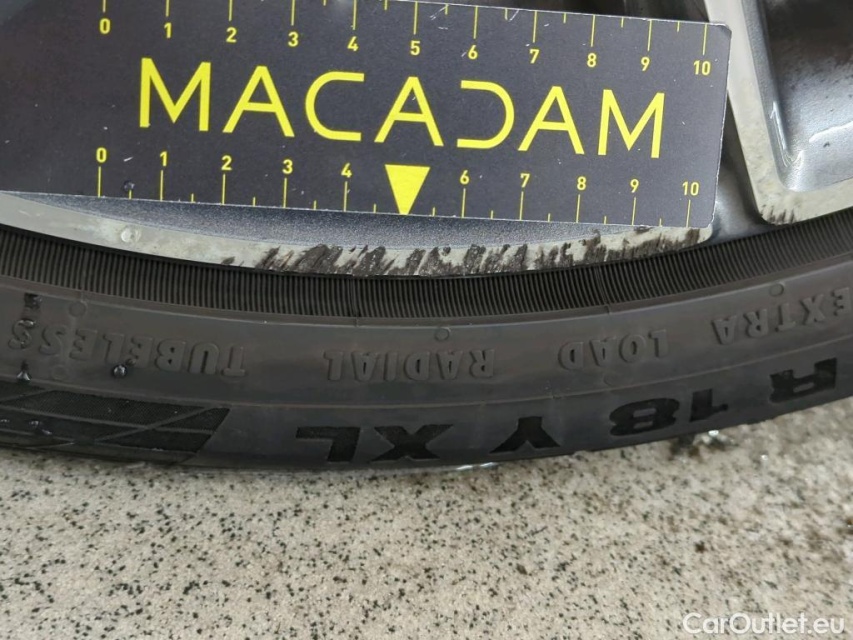 0 1 2 3 4 5 6 7 8 9 10
MACADAM
0 1 2 3 4 6 7 8 9 10
TUBELESS RADIAL LOAD EXTRA
R 18 Y XL
CarOutlet.eu